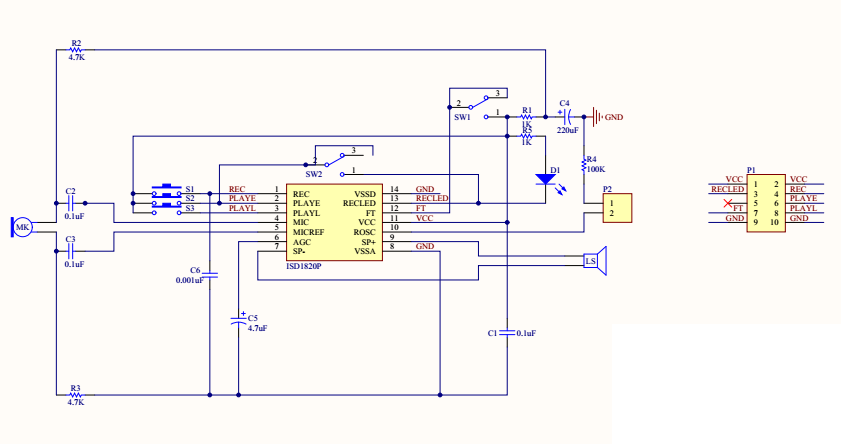 R2
4.7K
3
2
1
SW1
R1
1K
R5
1K
C4
+
220uF
GND
2
3
1
SW2
R4
100K
D1
P2
1
2
P1
VCC 1 2 VCC
RECLED 3 4 REC
5 6 PLAYE
FT 7 8 PLAYL
GND 9 10 GND
S1
S2
S3
REC 1 REC VSSD 14 GND
PLAYE 2 PLAYE RECLED 13 RECLED
PLAYL 3 PLAYL FT 12 FT
4 MIC VCC 11 VCC
5 MICREF ROSC 10
6 AGC SP+ 9
7 SP- VSSA 8 GND
ISD1820P
C2
0.1uF
MK
C3
0.1uF
C6
0.001uF
LS
+
C5
4.7uF
C1 0.1uF
R3
4.7K